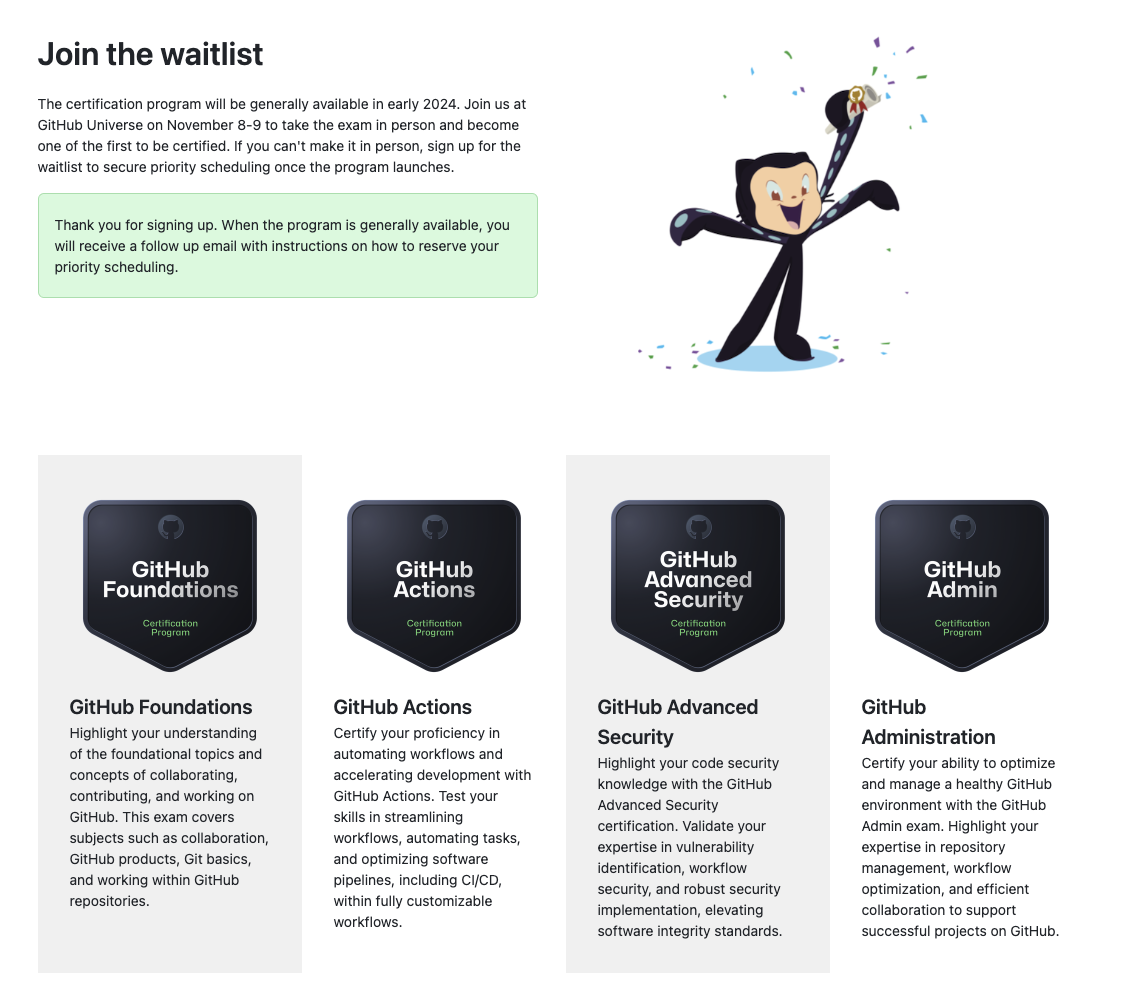 Join the waitlist
The certification program will be generally available in early 2024. Join us at
GitHub Universe on November 8-9 to take the exam in person and become
one of the first to be certified. If you can't make it in person, sign up for the
waitlist to secure priority scheduling once the program launches.
Thank you for signing up. When the program is generally available, you
will receive a follow up email with instructions on how to reserve your
priority scheduling.
GitHub
Foundations
Certification
Program
GitHub Foundations
Highlight your understanding
of the foundational topics and
concepts of collaborating,
contributing, and working on
GitHub. This exam covers
subjects such as collaboration,
GitHub products, Git basics,
and working within GitHub
repositories.
GitHub
Actions
Certification
Program
GitHub Actions
Certify your proficiency in
automating workflows and
accelerating development with
GitHub Actions. Test your
skills in streamlining
workflows, automating tasks,
and optimizing software
pipelines, including CI/CD,
within fully customizable
workflows.
GitHub
Advanced
Security
Certification
Program
GitHub Advanced
Security
Highlight your code security
knowledge with the GitHub
Advanced Security
certification. Validate your
expertise in vulnerability
identification, workflow
security, and robust security
implementation, elevating
software integrity standards.
GitHub
Admin
Certification
Program
GitHub
Administration
Certify your ability to optimize
and manage a healthy GitHub
environment with the GitHub
Admin exam. Highlight your
expertise in repository
management, workflow
optimization, and efficient
collaboration to support
successful projects on GitHub.